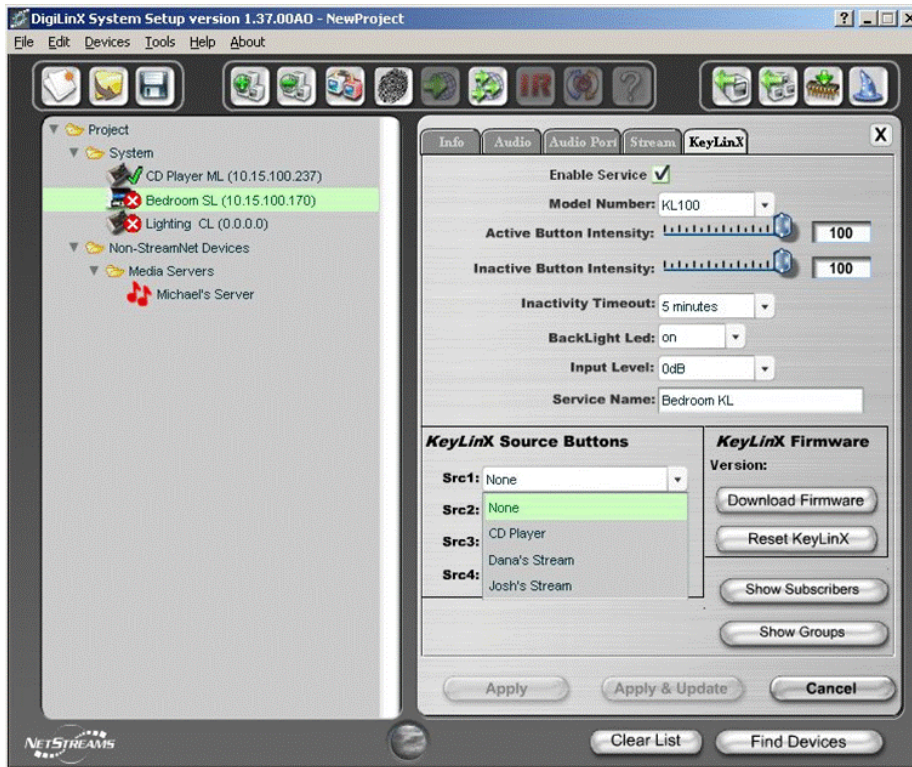 DigiLinX System Setup version 1.37.00AO - NewProject
File Edit Devices Tools Help About
IR
Project
System
CD Player ML (10.15.100.237)
Bedroom SL (10.15.100.170)
Lighting CL (0.0.0.0)
Non-StreamNet Devices
Media Servers
Michael's Server
Info Audio Audio Port Stream KeyLinX X
Enable Service
Model Number: KL100
Active Button Intensity: 100
Inactive Button Intensity: 100
Inactivity Timeout: 5 minutes
BackLight Led: on
Input Level: 0dB
Service Name: Bedroom KL
KeyLinX Source Buttons
Src1: None
Src2: None
Src3: CD Player
Dana's Stream
Src4: Josh's Stream
KeyLinX Firmware
Version:
Download Firmware
Reset KeyLinX
Show Subscribers
Show Groups
Apply Apply & Update Cancel
NETSTREAMS
Clear List Find Devices